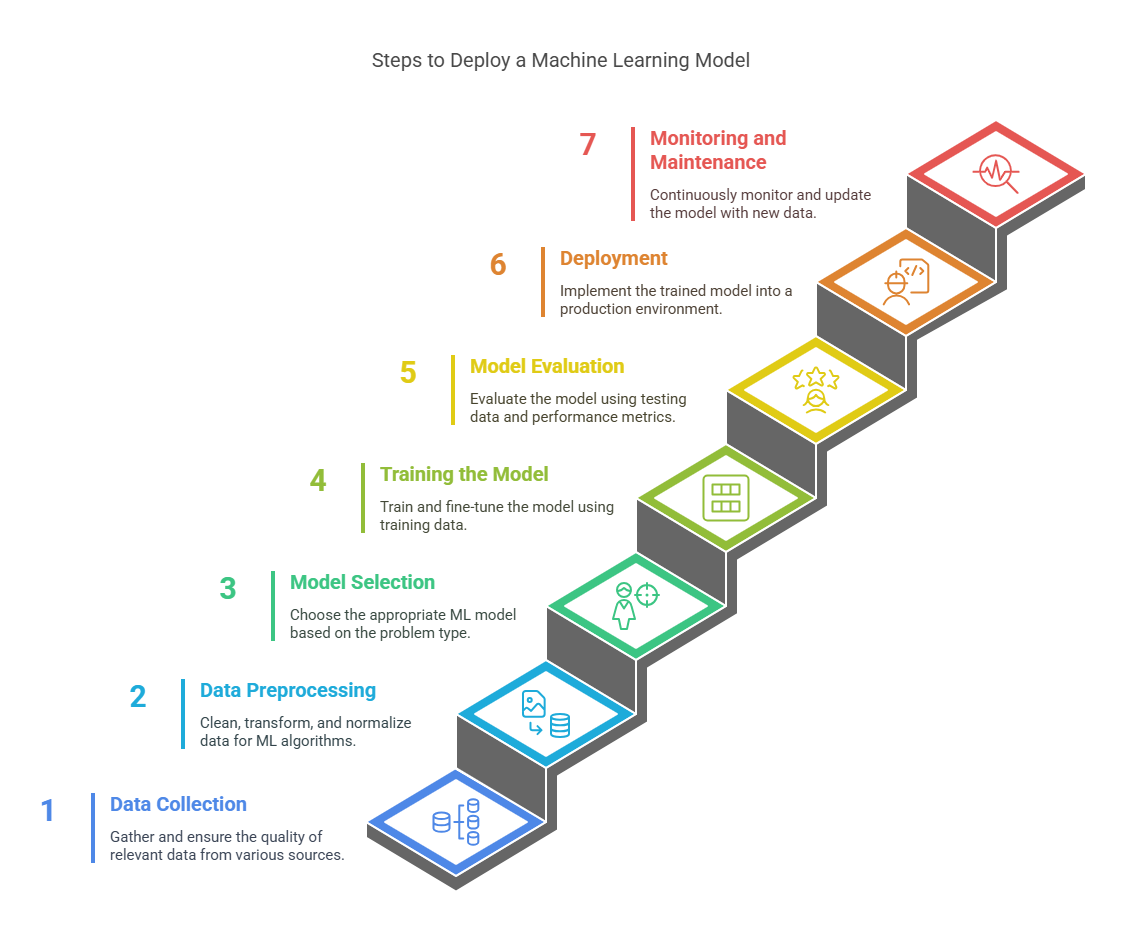 Steps to Deploy a Machine Learning Model
7
Monitoring and
Maintenance
Continuously monitor and update
the model with new data.
6
Deployment
Implement the trained model into a
production environment.
5
Model Evaluation
Evaluate the model using testing
data and performance metrics.
4
Training the Model
Train and fine-tune the model using
training data.
3
Model Selection
Choose the appropriate ML model
based on the problem type.
2
Data Preprocessing
Clean, transform, and normalize
data for ML algorithms.
1
Data Collection
Gather and ensure the quality of
relevant data from various sources.